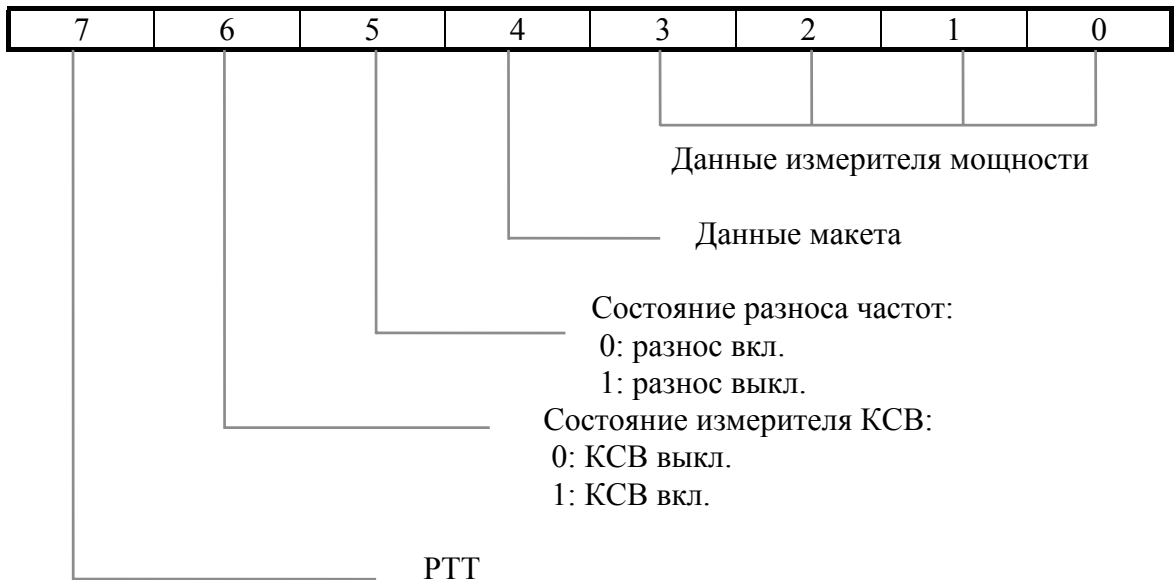 7 6 5 4 3 2 1 0
Данные измерителя мощности
Данные макета
Состояние разноса частот:
0: разнос вкл.
1: разнос выкл.
Состояние измерителя КСВ:
0: КСВ выкл.
1: КСВ вкл.
РТТ